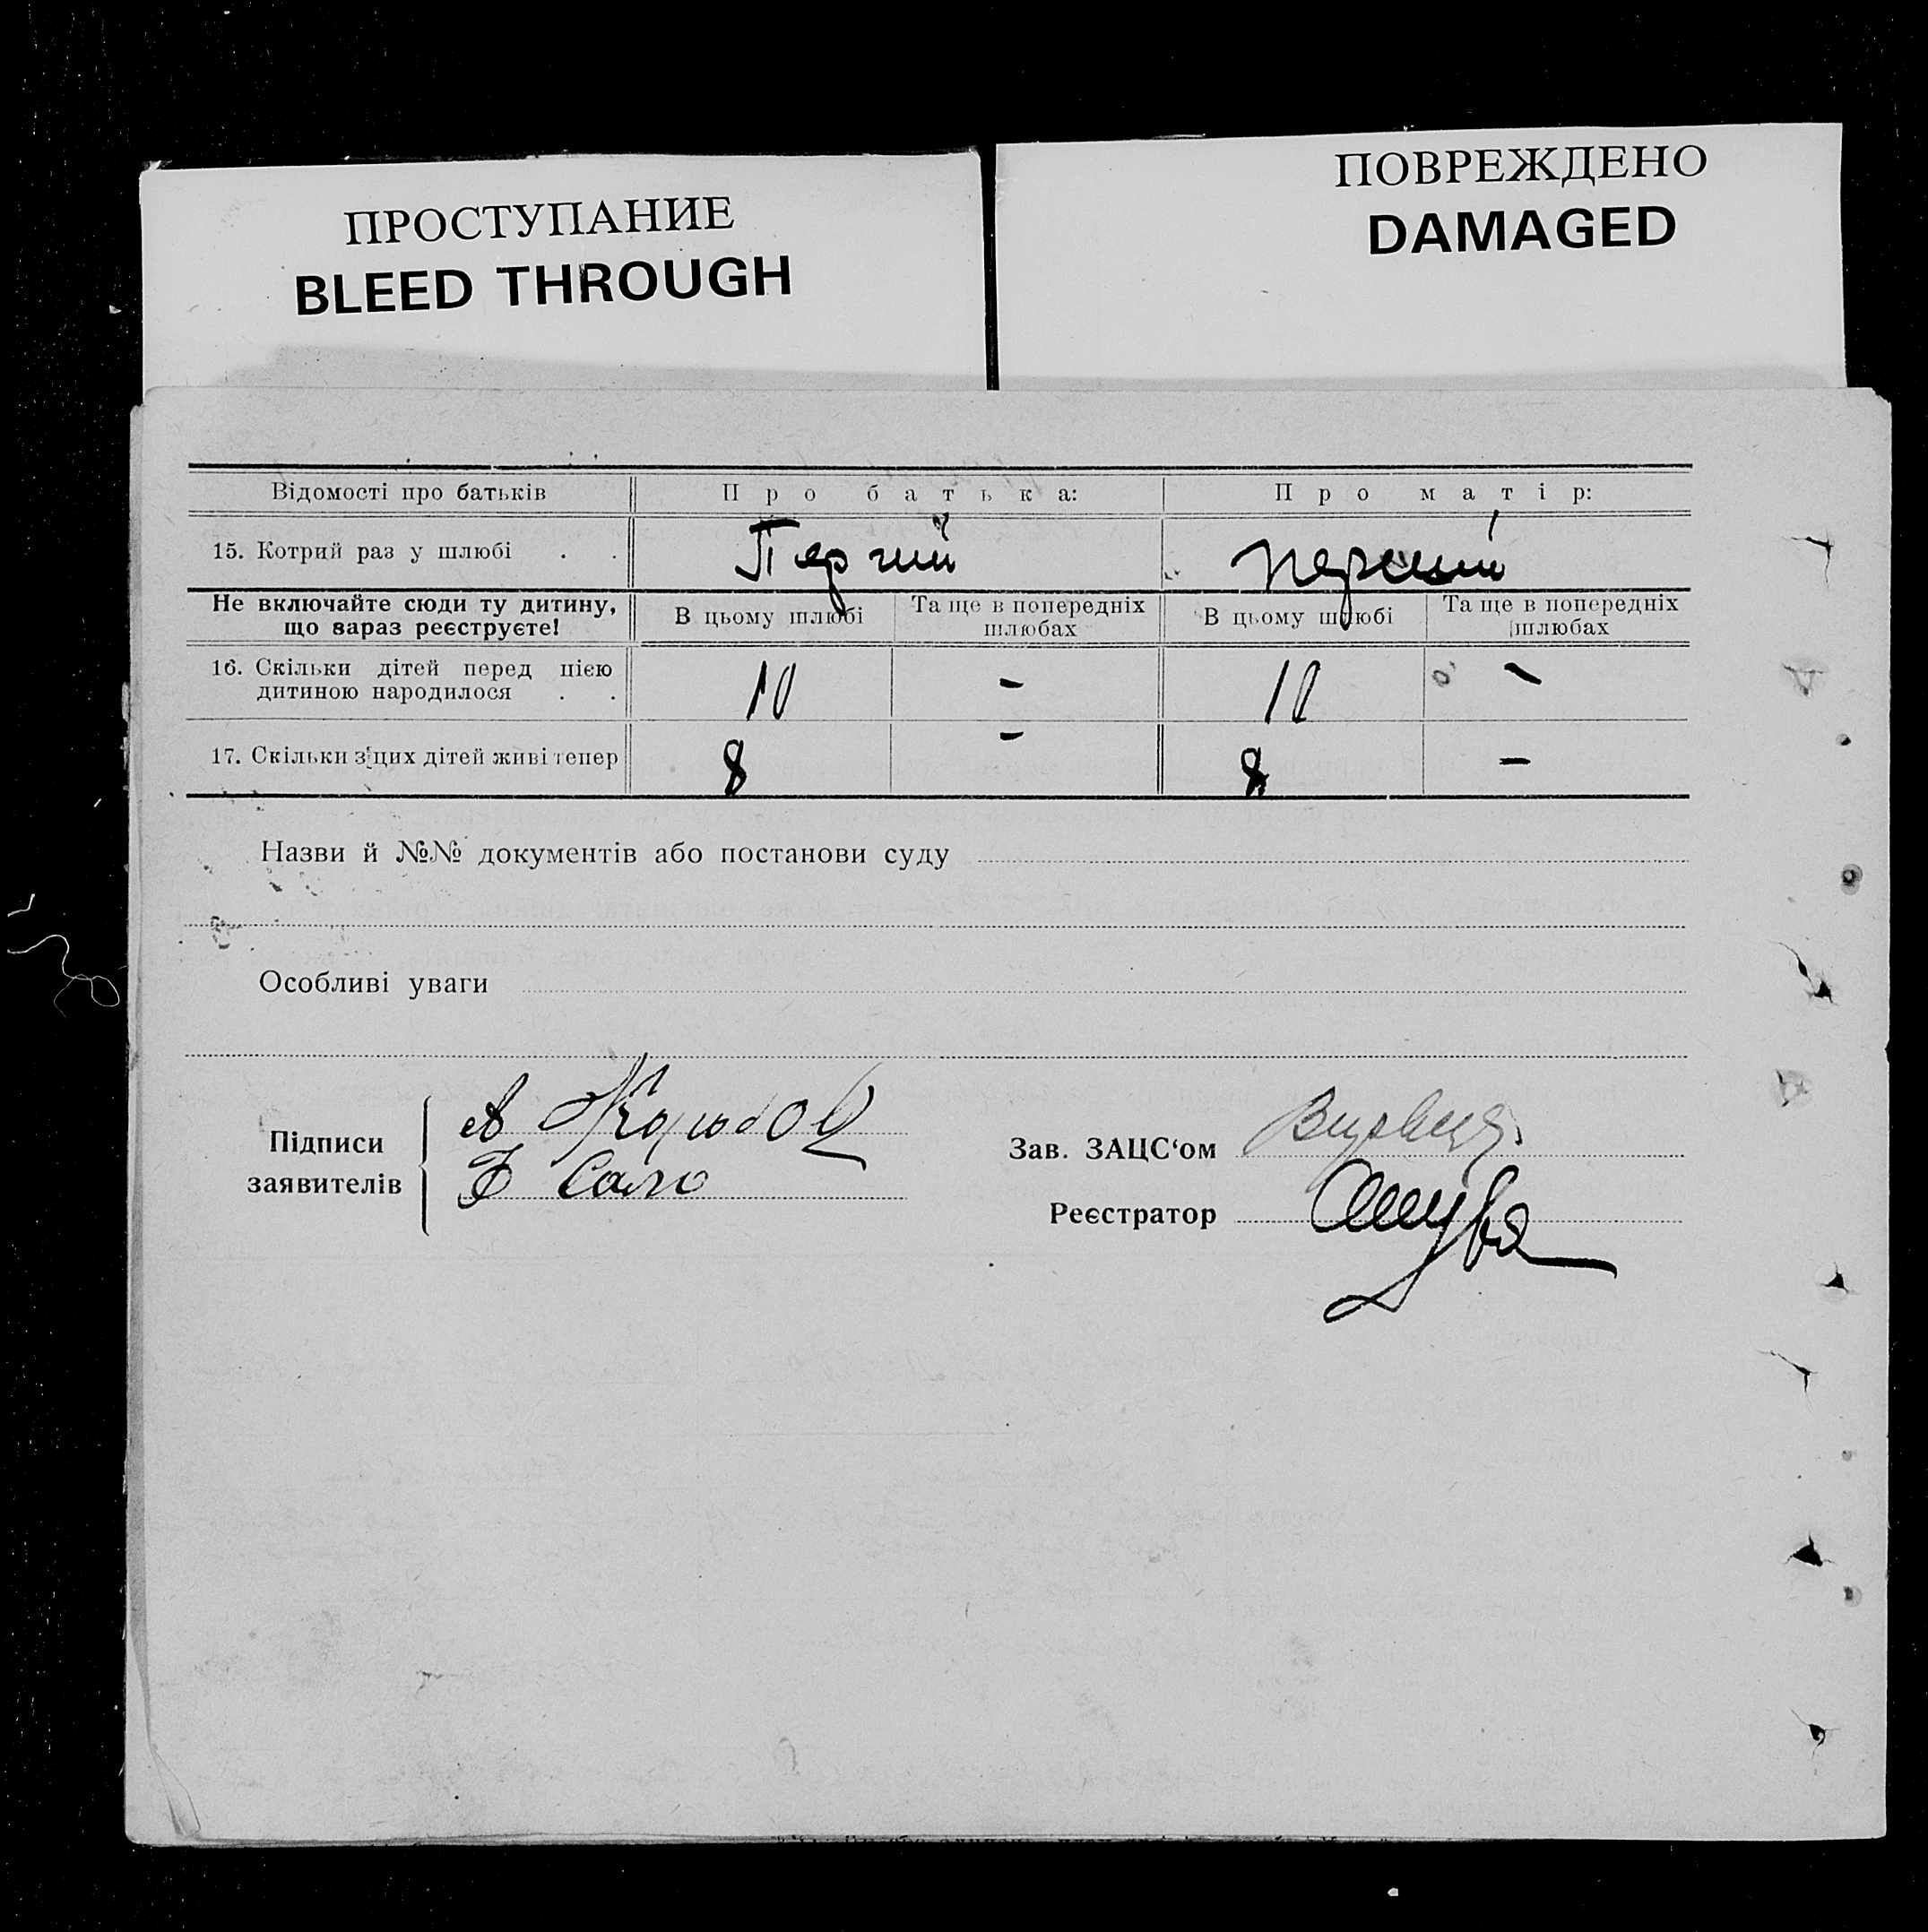 ПРОСТУПАНИЕ
BLEED THROUGH
ПОВРЕЖДЕНО
DAMAGED
Відомості про батьків Про батька: Про матір:
15. Котрий раз у шлюбі . . Перший перший
Не включайте сюди ту дитину, що зараз реєструєте! В цьому шлюбі Та ще в попередніх шлюбах В цьому шлюбі Та ще в попередніх шлюбах
16. Скільки дітей перед цією дитиною народилося . . 10 – 10 –
17. Скільки з цих дітей живі тепер 8 – 8 –
Назви й №№ документів або постанови суду
Особливі уваги
Підписи заявителів
Зав. ЗАЦС‘ом
Реєстратор